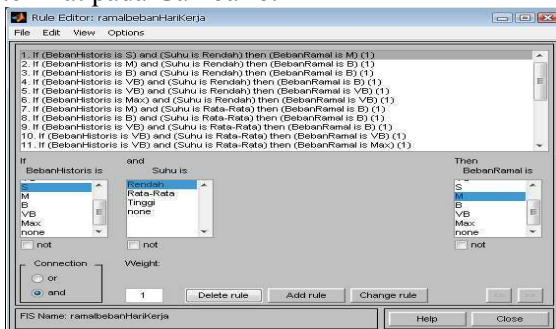 Rule Editor: ramalbebanHariKerja
File Edit View Options
1. If (BebanHistoris is S) and (Suhu is Rendah) then (BebanRamal is M) (1)
2. If (BebanHistoris is M) and (Suhu is Rendah) then (BebanRamal is B) (1)
3. If (BebanHistoris is B) and (Suhu is Rendah) then (BebanRamal is B) (1)
4. If (BebanHistoris is VB) and (Suhu is Rendah) then (BebanRamal is B) (1)
5. If (BebanHistoris is VB) and (Suhu is Rendah) then (BebanRamal is VB) (1)
6. If (BebanHistoris is Max) and (Suhu is Rendah) then (BebanRamal is VB) (1)
7. If (BebanHistoris is M) and (Suhu is Rata-Rata) then (BebanRamal is B) (1)
8. If (BebanHistoris is B) and (Suhu is Rata-Rata) then (BebanRamal is B) (1)
9. If (BebanHistoris is VB) and (Suhu is Rata-Rata) then (BebanRamal is B) (1)
10. If (BebanHistoris is VB) and (Suhu is Rata-Rata) then (BebanRamal is VB) (1)
11. If (BebanHistoris is VB) and (Suhu is Rata-Rata) then (BebanRamal is Max) (1)
If and Then
BebanHistoris is Suhu is BebanRamal is
S Rendah S
M Rata-Rata M
B Tinggi B
VB none VB
Max Max
none none
not not not
Connection Weight:
or
and 1 Delete rule Add rule Change rule << >>
FIS Name: ramalbebanHariKerja Help Close